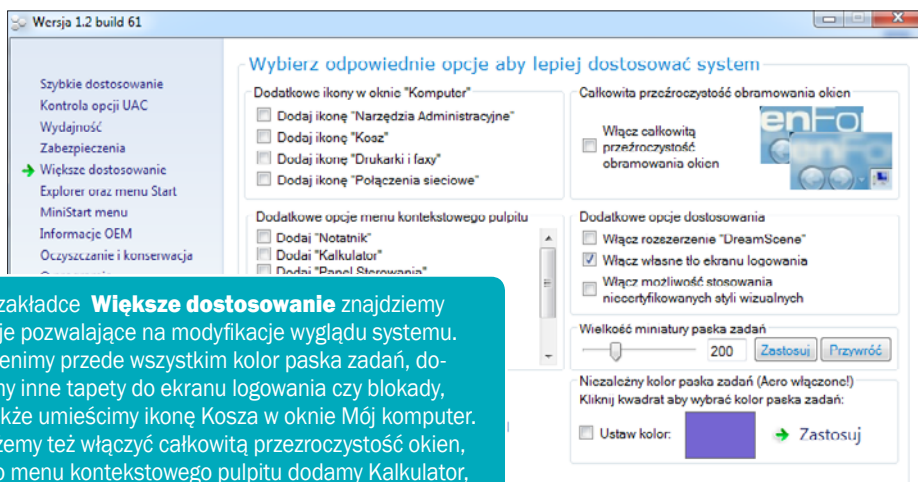 Wersja 1.2 build 61
Szybkie dostosowanie
Kontrola opcji UAC
Wydajność
Zabezpieczenia
Większe dostosowanie
Explorer oraz menu Start
MiniStart menu
Informacje OEM
Oczyszczanie i konserwacja
Wybierz odpowiednie opcje aby lepiej dostosować system
Dodatkowe ikony w oknie "Komputer"
Dodaj ikonę "Narzędzia Administracyjne"
Dodaj ikonę "Kosz"
Dodaj ikonę "Drukarki i faxy"
Dodaj ikonę "Połączenia sieciowe"
Całkowita przeźroczystość obramowania okien
Włącz całkowitą
przeźroczystość
obramowania okien
Dodatkowe opcje menu kontekstowego pulpitu
Dodaj "Notatnik"
Dodaj "Kalkulator"
Dodaj "Panel Sterowania"
Dodatkowe opcje dostosowania
Włącz rozszerzenie "DreamScene"
Włącz własne tło ekranu logowania
Włącz możliwość stosowania
niecertyfikowanych styli wizualnych
Wielkość miniatury paska zadań
200 Zastosuj Przywróć
Niezależny kolor paska zadań (Aero włączone!)
Kliknij kwadrat aby wybrać kolor paska zadań:
Ustaw kolor: Zastosuj
zakładce Większe dostosowanie znajdziemy
je pozwalające na modyfikacje wyglądu systemu.
enimy przede wszystkim kolor paska zadań, do-
ny inne tapety do ekranu logowania czy blokady,
kże umieścimy ikonę Kosza w oknie Mój komputer.
żemy też włączyć całkowitą przezroczystość okien,
o menu kontekstowego pulpitu dodamy Kalkulator,